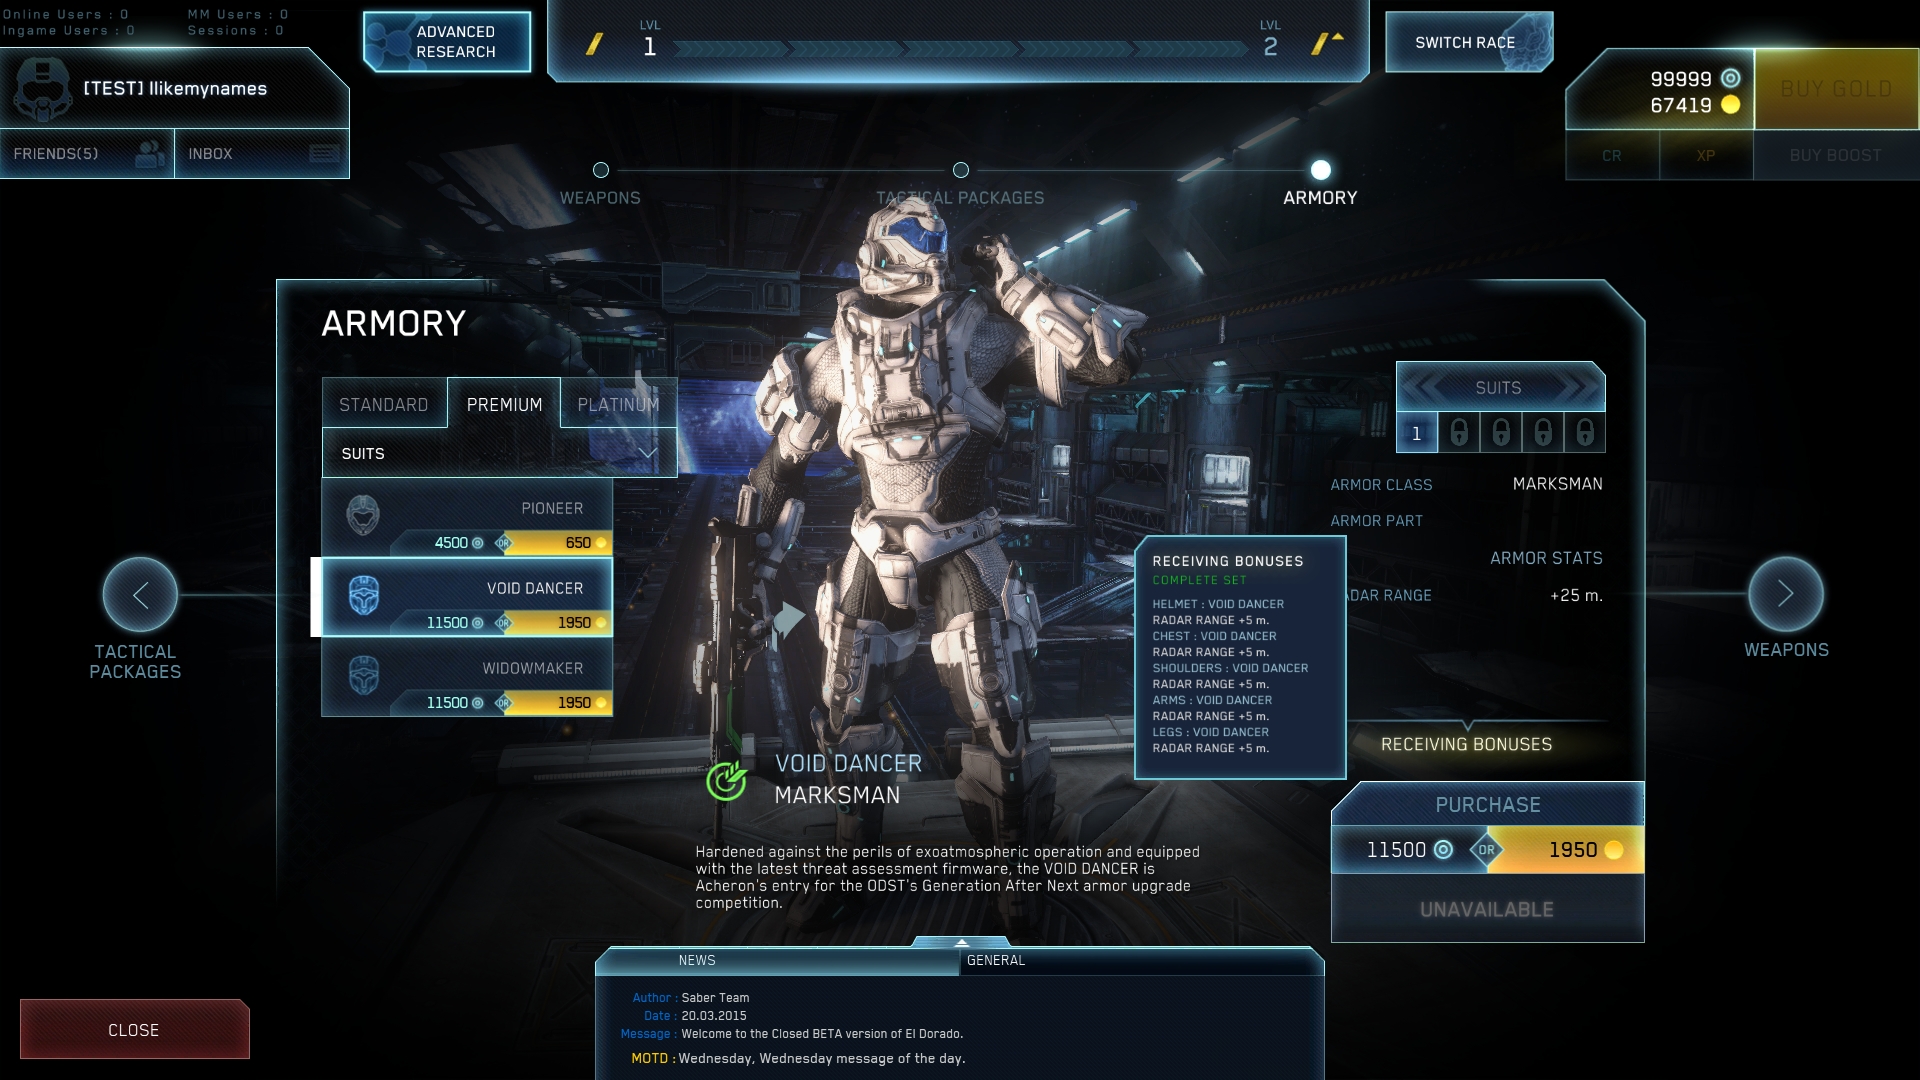 Online Users : 0
MM Users : 0
Ingame Users : 0
Sessions : 0
[TEST] Ilikemynames
FRIENDS(5)
INBOX
ADVANCED
RESEARCH
LVL
1
LVL
2
SWITCH RACE
99999
67419
BUY GOLD
CR
XP
BUY BOOST
WEAPONS
TACTICAL PACKAGES
ARMORY
ARMORY
STANDARD
PREMIUM
PLATINUM
SUITS
PIONEER
4500 OR 650
VOID DANCER
11500 OR 1950
WIDOWMAKER
11500 OR 1950
TACTICAL
PACKAGES
WEAPONS
SUITS
1
ARMOR CLASS
MARKSMAN
ARMOR PART
ARMOR STATS
ADAR RANGE
+25 m.
RECEIVING BONUSES
COMPLETE SET
HELMET : VOID DANCER
RADAR RANGE +5 m.
CHEST : VOID DANCER
RADAR RANGE +5 m.
SHOULDERS : VOID DANCER
RADAR RANGE +5 m.
ARMS : VOID DANCER
RADAR RANGE +5 m.
LEGS : VOID DANCER
RADAR RANGE +5 m.
RECEIVING BONUSES
PURCHASE
11500 OR 1950
UNAVAILABLE
VOID DANCER
MARKSMAN
Hardened against the perils of exoatmospheric operation and equipped
with the latest threat assessment firmware, the VOID DANCER is
Acheron's entry for the ODST's Generation After Next armor upgrade
competition.
NEWS
GENERAL
Author : Saber Team
Date : 20.03.2015
Message : Welcome to the Closed BETA version of El Dorado.
MOTD : Wednesday, Wednesday message of the day.
CLOSE